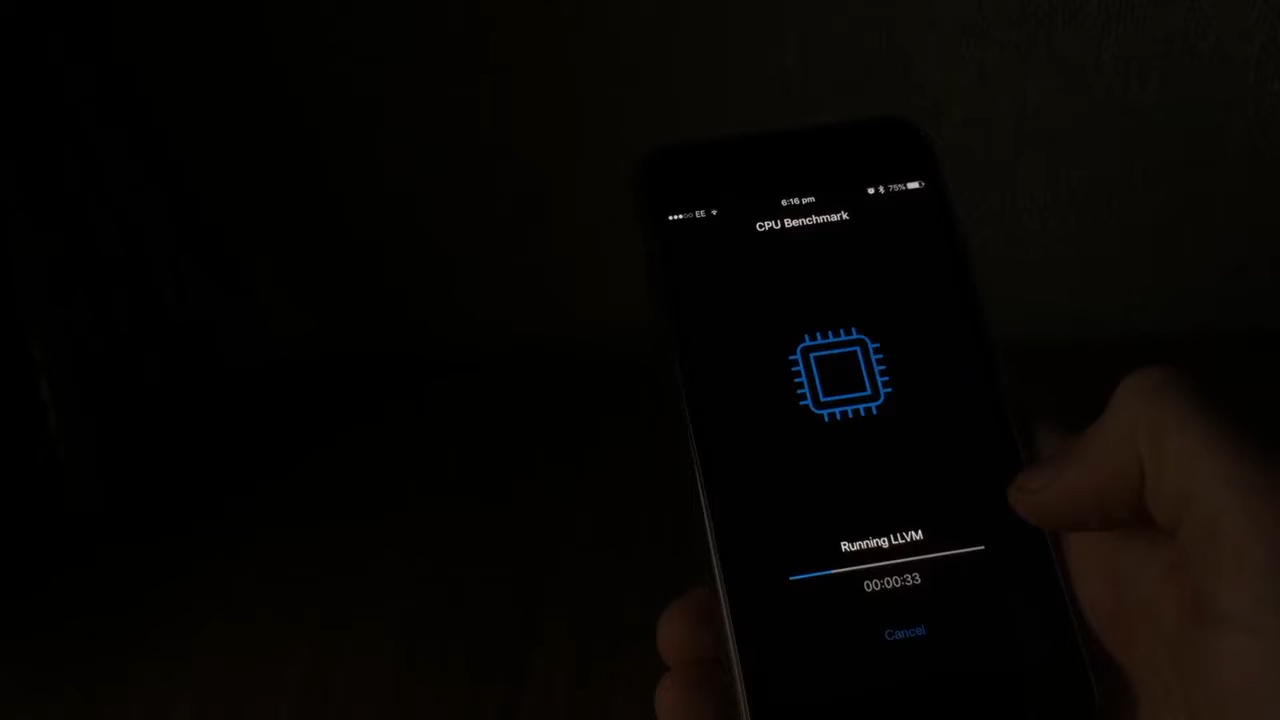 ●●●○○ EE 6:16 pm 75%
CPU Benchmark
Running LLVM
00:00:33
Cancel